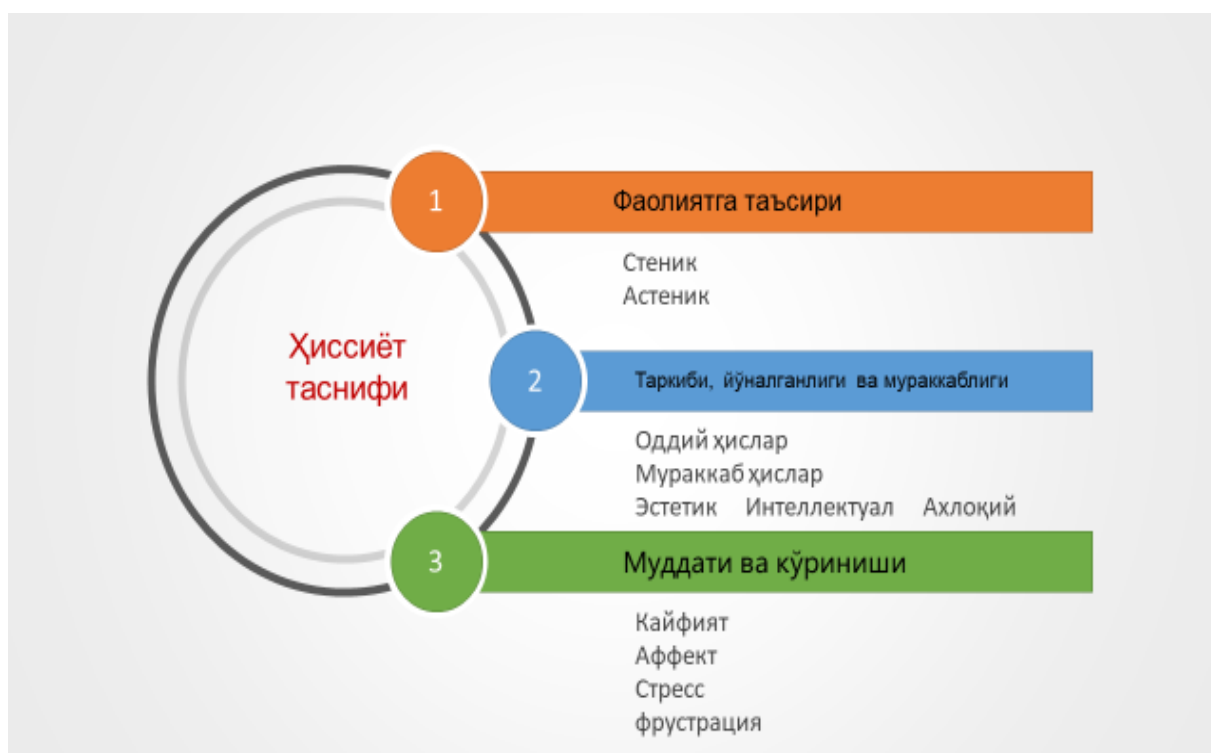 Ҳиссиёт
таснифи
1
Фаолиятга таъсири
Стеник
Астеник
2
Таркиби, йўналганлиги ва мураккаблиги
Оддий ҳислар
Мураккаб ҳислар
Эстетик Интеллектуал Ахлоқий
3
Муддати ва кўриниши
Кайфият
Аффект
Стресс
фрустрация